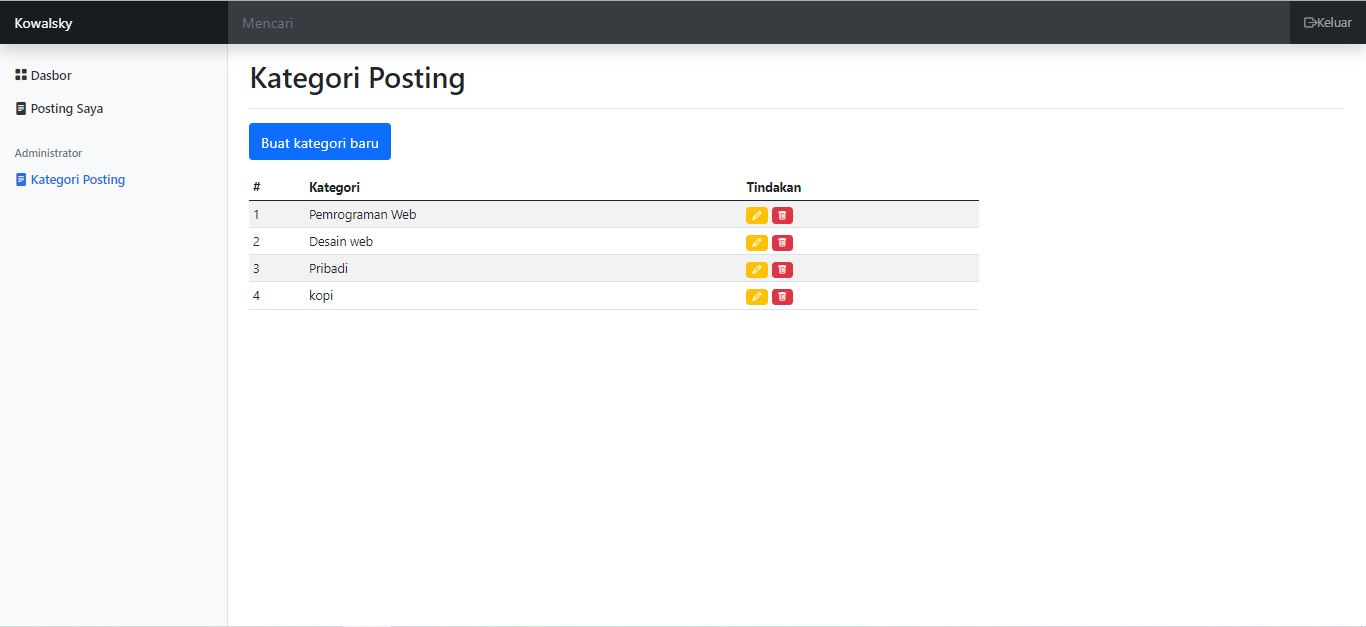 Kowalsky Mencari Keluar
Dasbor
Posting Saya
Administrator
Kategori Posting
Kategori Posting
Buat kategori baru
# Kategori Tindakan
1 Pemrograman Web
2 Desain web
3 Pribadi
4 kopi